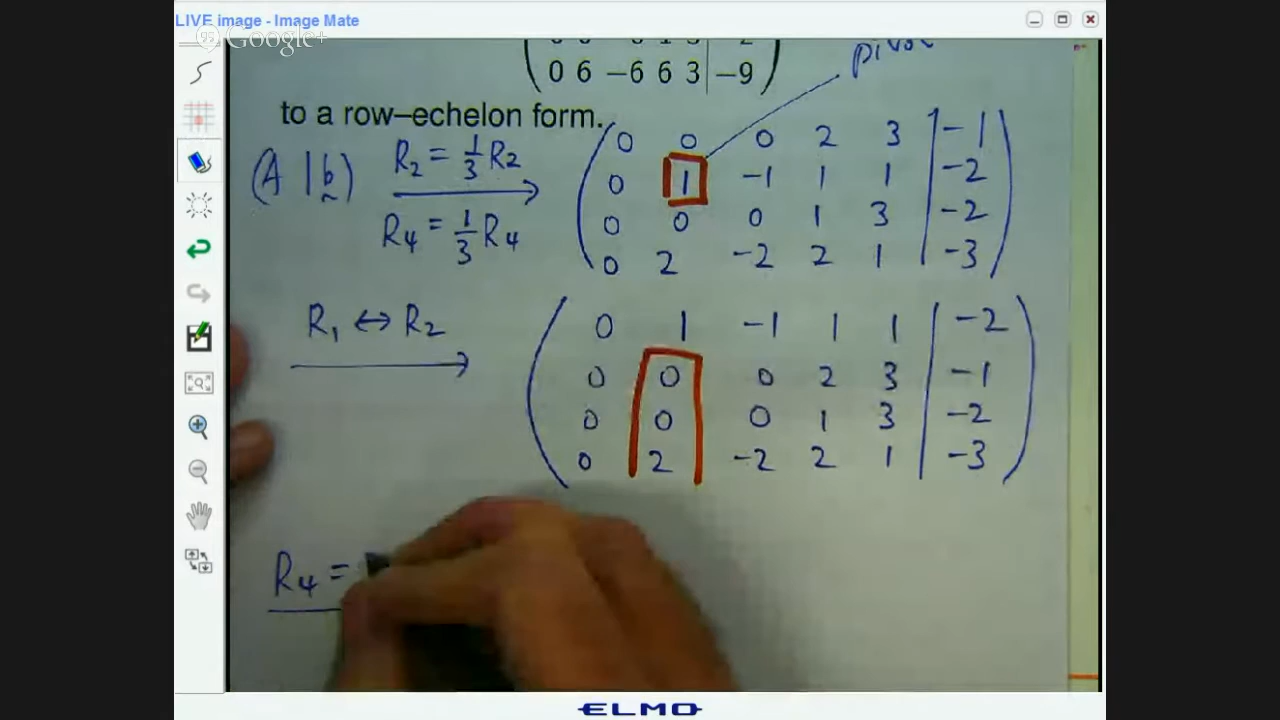 LIVE image - Image Mate
Google+
0 6 −6 6 3 −9
to a row–echelon form.
pivot
(A | b) R₂ = 1/3 R₂
R₄ = 1/3 R₄
0 0 0 2 3 | -1
0 1 -1 1 1 | -2
0 0 0 1 3 | -2
0 2 -2 2 1 | -3
R₁ ↔ R₂
0 1 -1 1 1 | -2
0 0 0 2 3 | -1
0 0 0 1 3 | -2
0 2 -2 2 1 | -3
R₄ =
ELMO